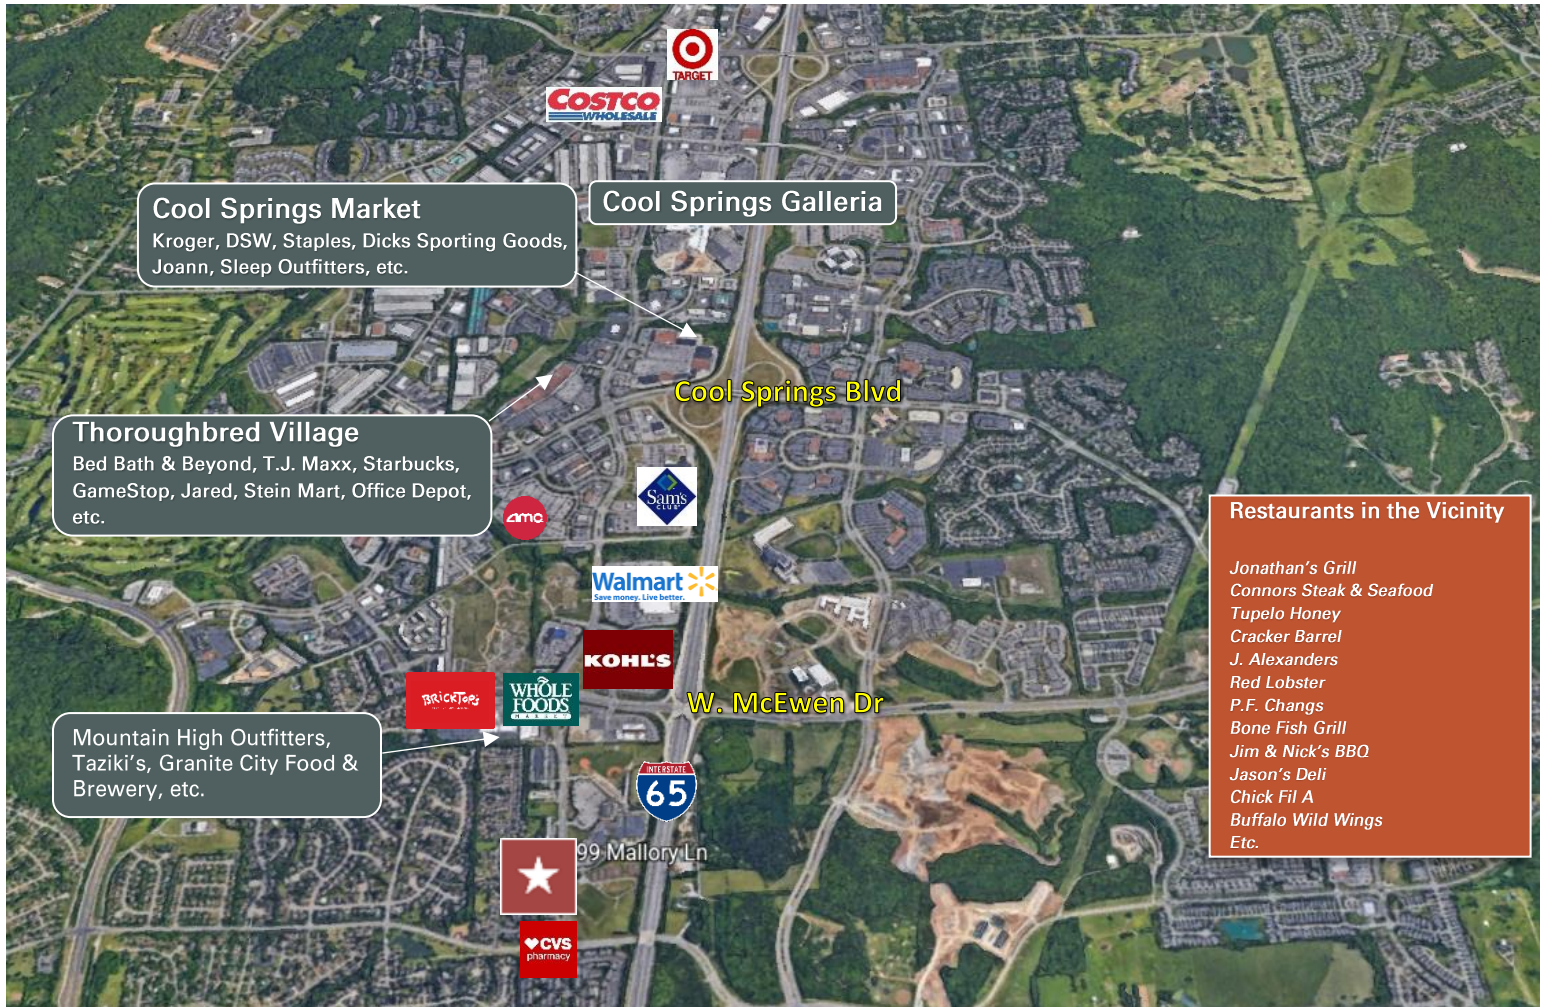 TARGET
COSTCO
WHOLESALE
Cool Springs Market
Kroger, DSW, Staples, Dicks Sporting Goods,
Joann, Sleep Outfitters, etc.
Cool Springs Galleria
Cool Springs Blvd
Thoroughbred Village
Bed Bath & Beyond, T.J. Maxx, Starbucks,
GameStop, Jared, Stein Mart, Office Depot,
etc.
amc
Sam's
CLUB
Walmart
Save money. Live better.
KOHL'S
BRICKTOP'S
WHOLE
FOODS
MARKET
W. McEwen Dr
Mountain High Outfitters,
Taziki's, Granite City Food &
Brewery, etc.
INTERSTATE
65
99 Mallory Ln
CVS
pharmacy
Restaurants in the Vicinity
Jonathan's Grill
Connors Steak & Seafood
Tupelo Honey
Cracker Barrel
J. Alexanders
Red Lobster
P.F. Changs
Bone Fish Grill
Jim & Nick's BBQ
Jason's Deli
Chick Fil A
Buffalo Wild Wings
Etc.